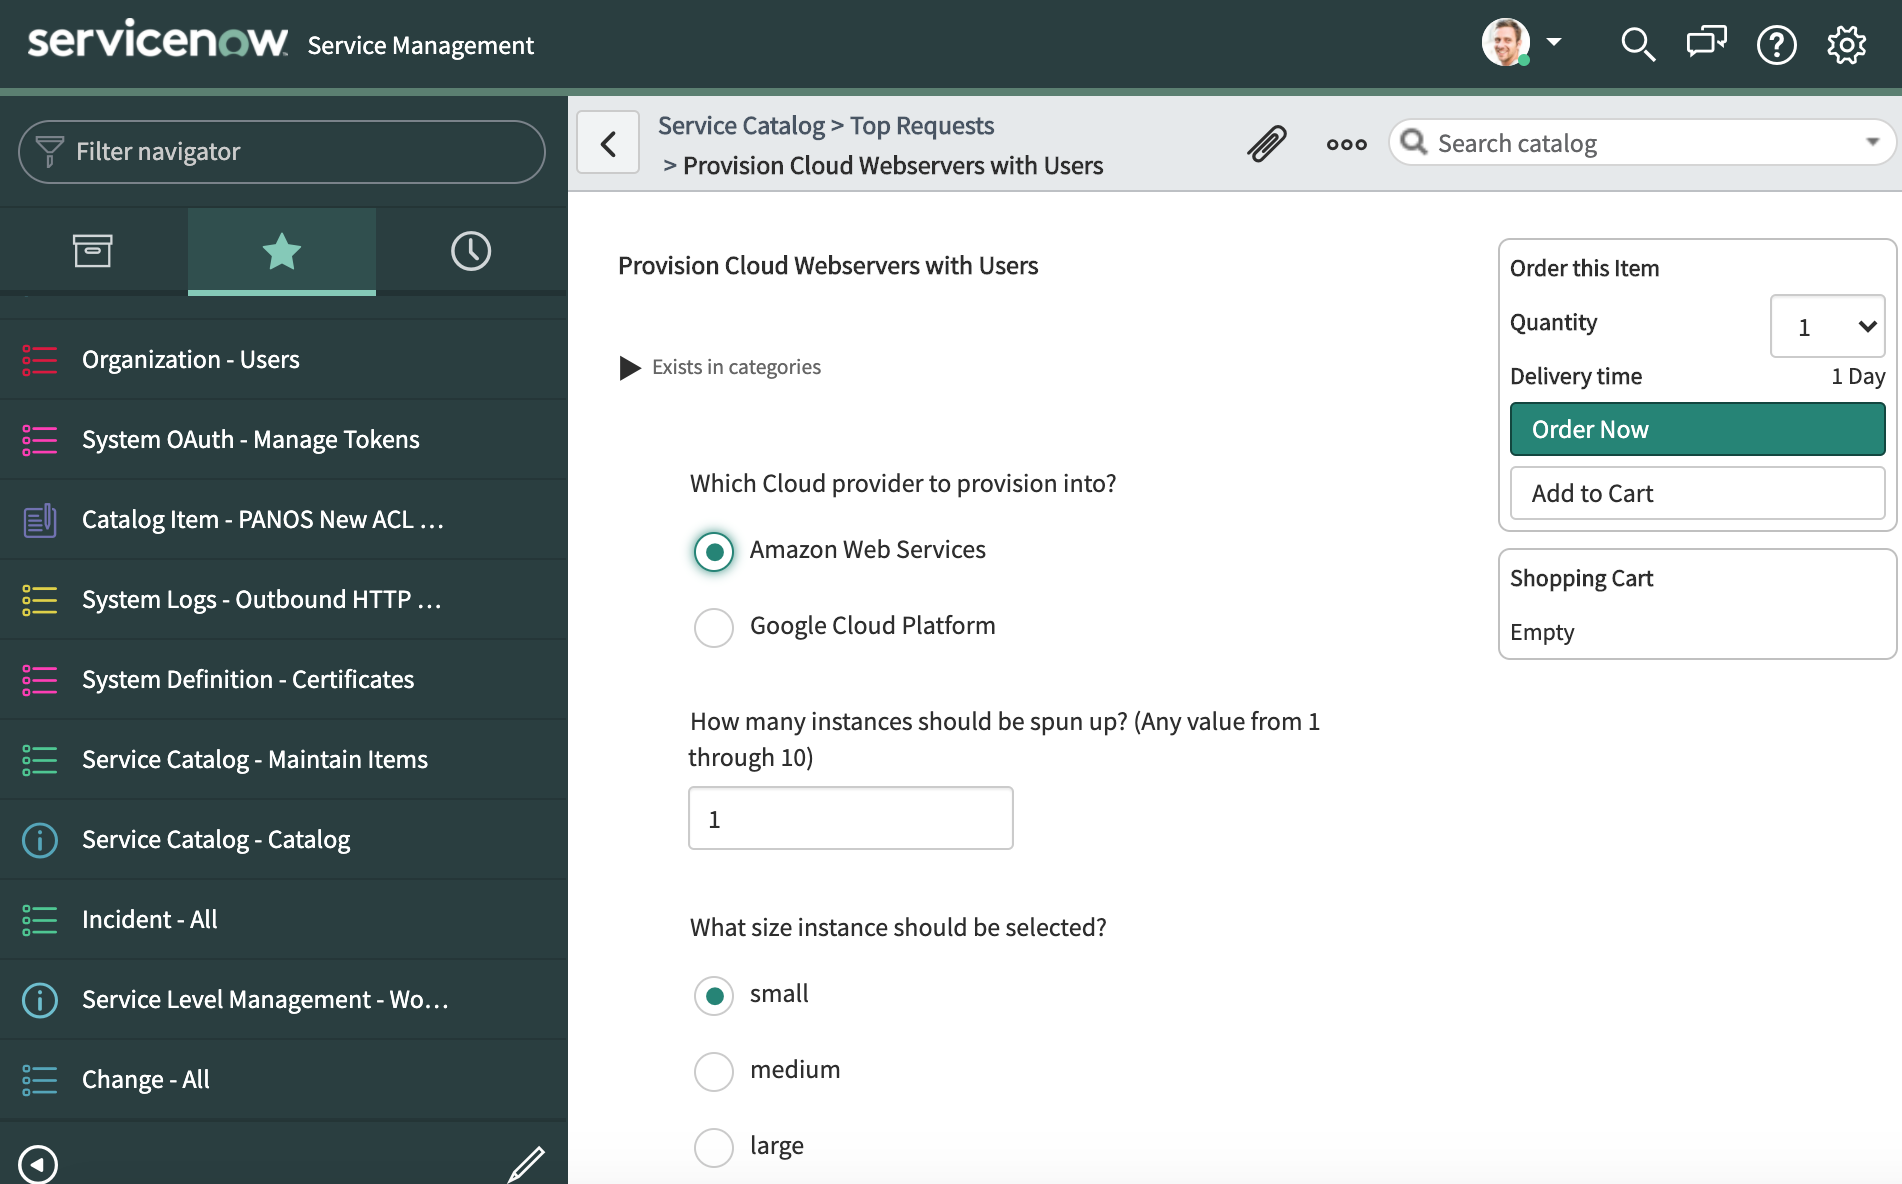 servicenow Service Management
Filter navigator
Organization - Users
System OAuth - Manage Tokens
Catalog Item - PANOS New ACL ...
System Logs - Outbound HTTP ...
System Definition - Certificates
Service Catalog - Maintain Items
Service Catalog - Catalog
Incident - All
Service Level Management - Wo...
Change - All
Service Catalog > Top Requests
> Provision Cloud Webservers with Users
Search catalog
Provision Cloud Webservers with Users
Exists in categories
Which Cloud provider to provision into?
Amazon Web Services
Google Cloud Platform
How many instances should be spun up? (Any value from 1
through 10)
1
What size instance should be selected?
small
medium
large
Order this Item
Quantity 1
Delivery time 1 Day
Order Now
Add to Cart
Shopping Cart
Empty